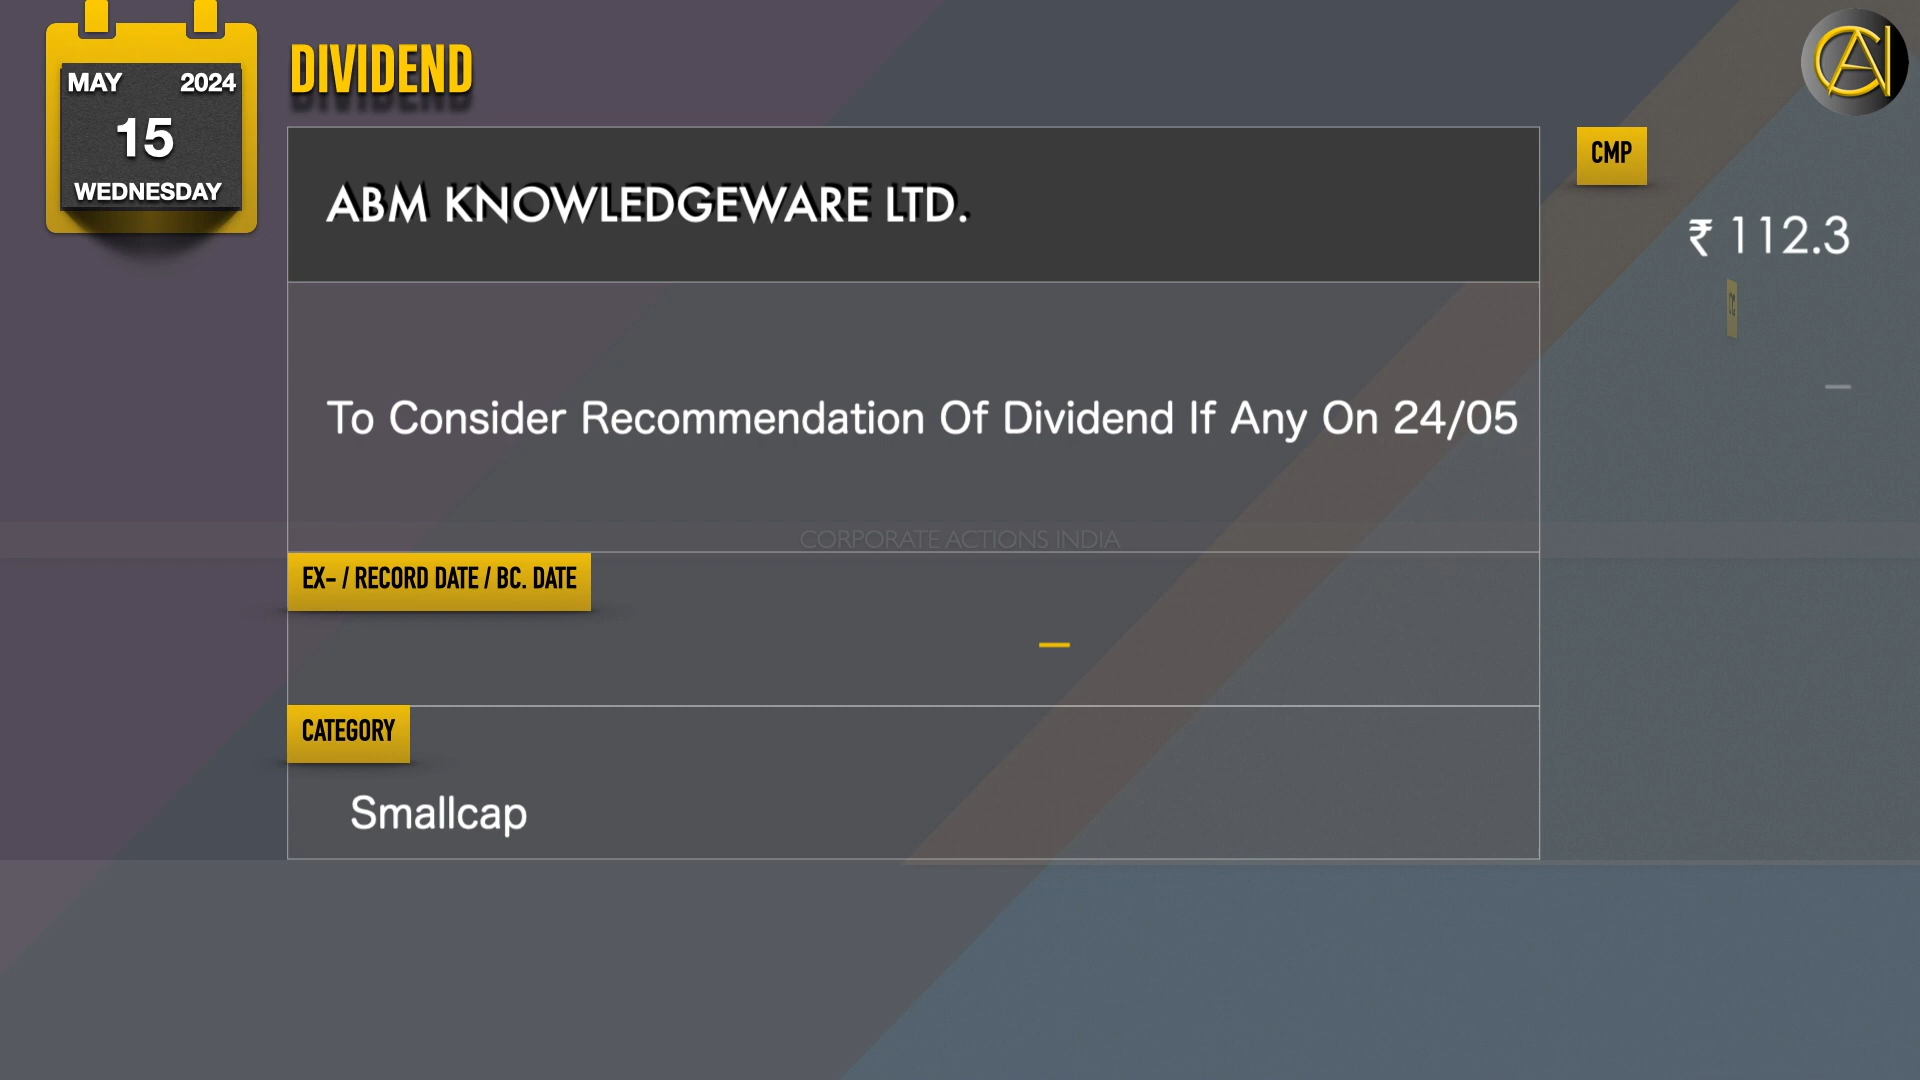 MAY 2024
15
WEDNESDAY
DIVIDEND
CAI
ABM KNOWLEDGEWARE LTD.
CMP
₹ 112.3
To Consider Recommendation Of Dividend If Any On 24/05
–
CORPORATE ACTIONS INDIA
EX- / RECORD DATE / BC. DATE
–
CATEGORY
Smallcap